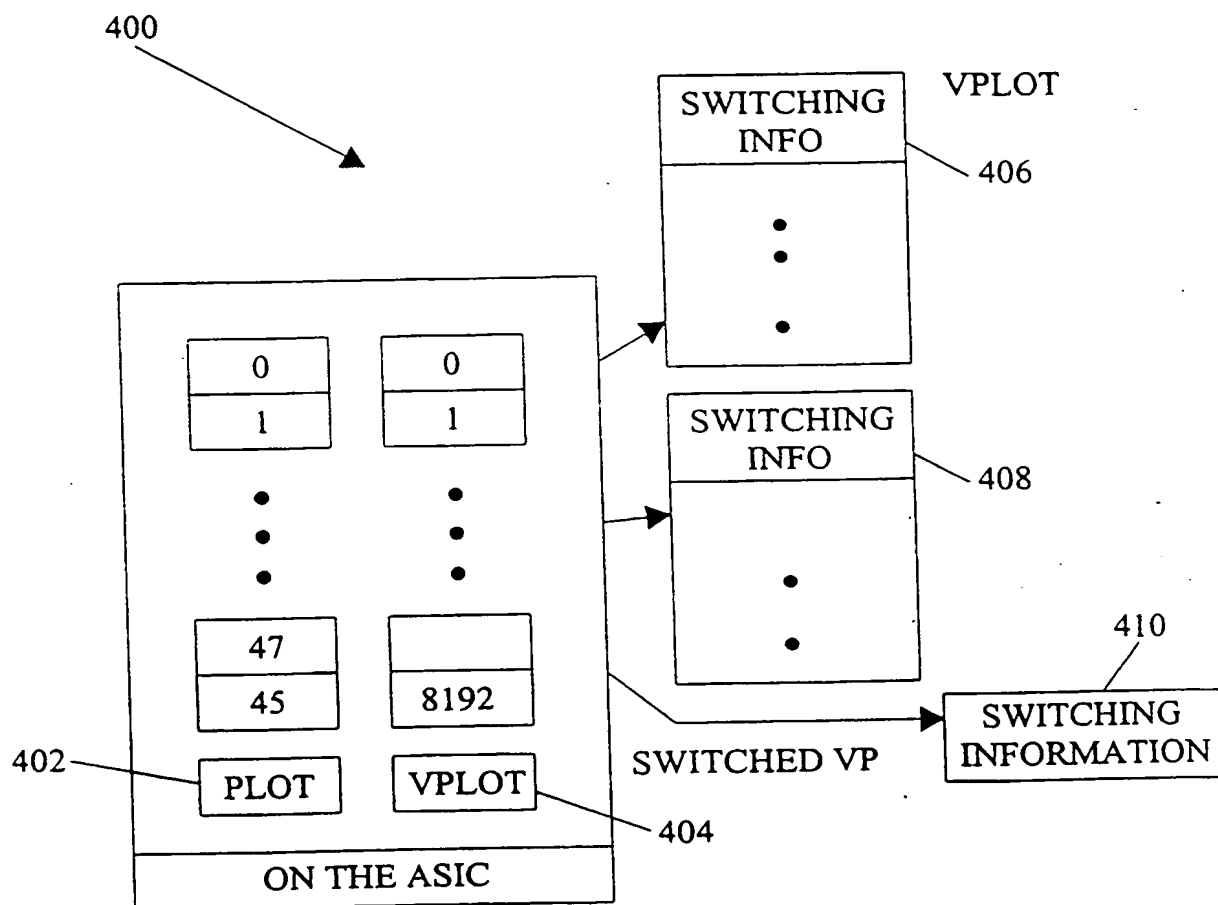 400
SWITCHING
INFO
VPLOT
406
0
1
0
1
SWITCHING
INFO
408
47
45
8192
410
SWITCHING
INFORMATION
SWITCHED VP
402
PLOT
VPLOT
404
ON THE ASIC